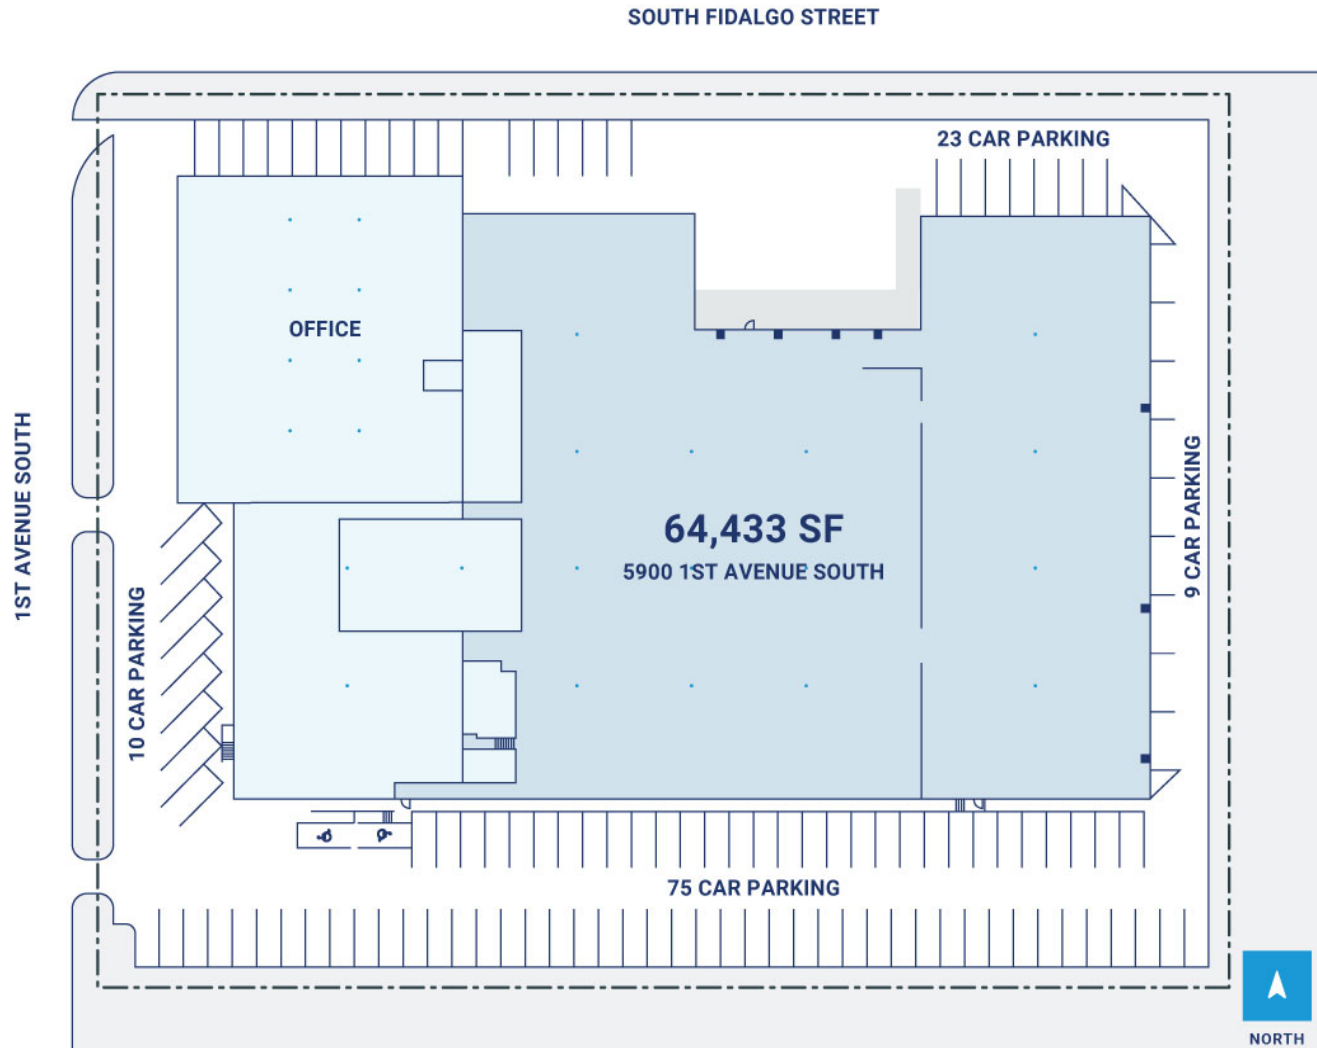 SOUTH FIDALGO STREET
23 CAR PARKING
OFFICE
1ST AVENUE SOUTH
64,433 SF
5900 1ST AVENUE SOUTH
9 CAR PARKING
10 CAR PARKING
75 CAR PARKING
NORTH